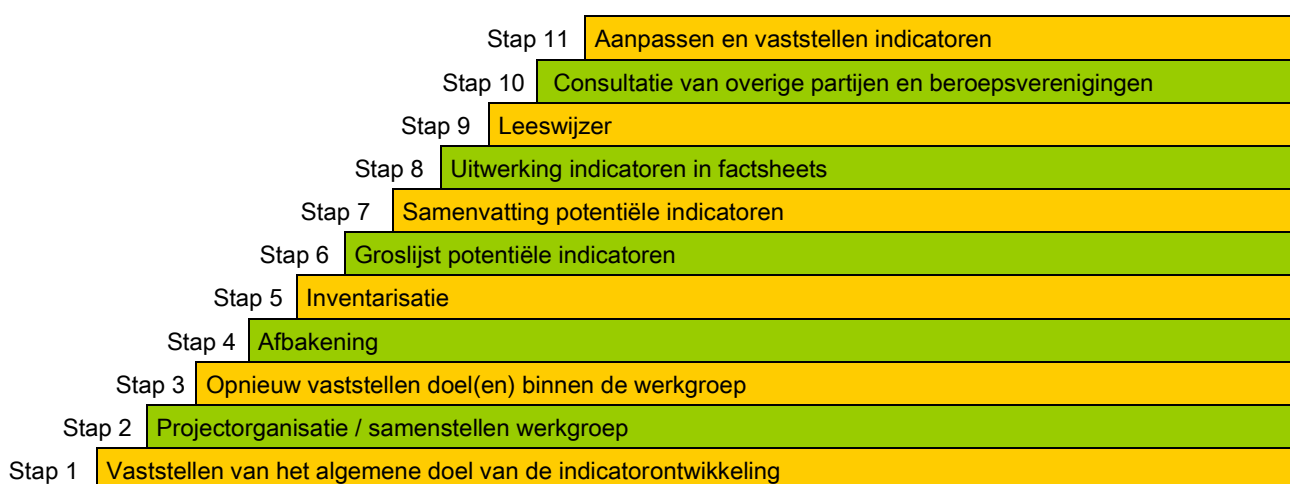 Stap 11 Aanpassen en vaststellen indicatoren
Stap 10 Consultatie van overige partijen en beroepsverenigingen
Stap 9 Leeswijzer
Stap 8 Uitwerking indicatoren in factsheets
Stap 7 Samenvatting potentiële indicatoren
Stap 6 Groslijst potentiële indicatoren
Stap 5 Inventarisatie
Stap 4 Afbakening
Stap 3 Opnieuw vaststellen doel(en) binnen de werkgroep
Stap 2 Projectorganisatie / samenstellen werkgroep
Stap 1 Vaststellen van het algemene doel van de indicatorontwikkeling